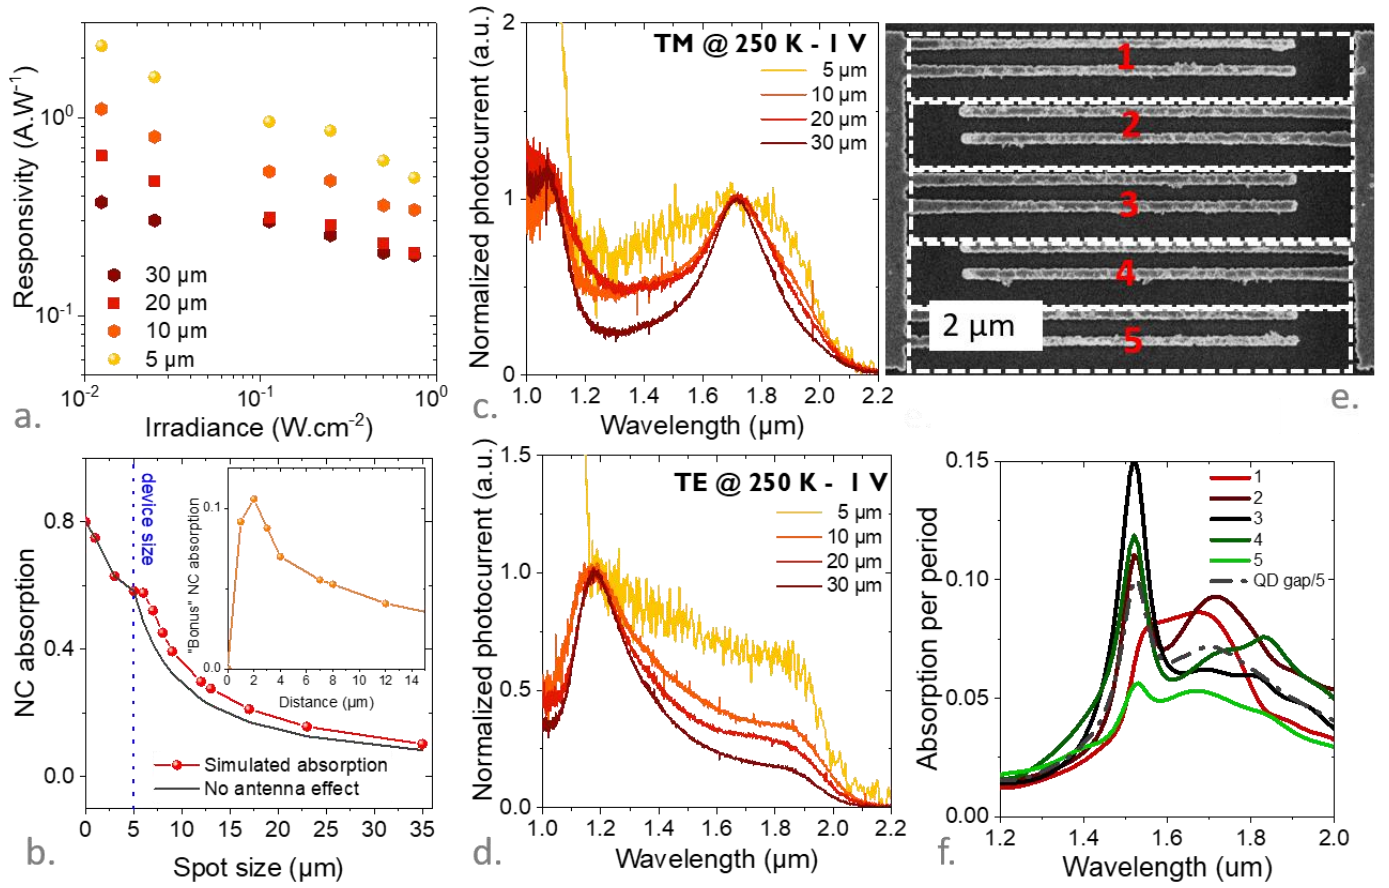 Responsivity (A.W⁻¹)
10⁰
10⁻¹
30 µm
20 µm
10 µm
5 µm
10⁻²
10⁻¹
10⁰
Irradiance (W.cm⁻²)
a.
Normalized photocurrent (a.u.)
2
1
0
TM @ 250 K - 1 V
5 µm
10 µm
20 µm
30 µm
1.0 1.2 1.4 1.6 1.8 2.0 2.2
Wavelength (µm)
c.
1
2
3
4
5
2 µm
e.
NC absorption
0.8
0.4
0.0
device size
"Bonus" NC absorption
0.1
0.0
0 2 4 6 8 10 12 14
Distance (µm)
Simulated absorption
No antenna effect
0 5 10 15 20 25 30 35
Spot size (µm)
b.
Normalized photocurrent (a.u.)
1.5
1.0
0.5
0.0
TE @ 250 K - 1 V
5 µm
10 µm
20 µm
30 µm
1.0 1.2 1.4 1.6 1.8 2.0 2.2
Wavelength (µm)
d.
Absorption per period
0.15
0.10
0.05
0.00
1
2
3
4
5
QD gap/5
1.2 1.4 1.6 1.8 2.0
Wavelength (um)
f.